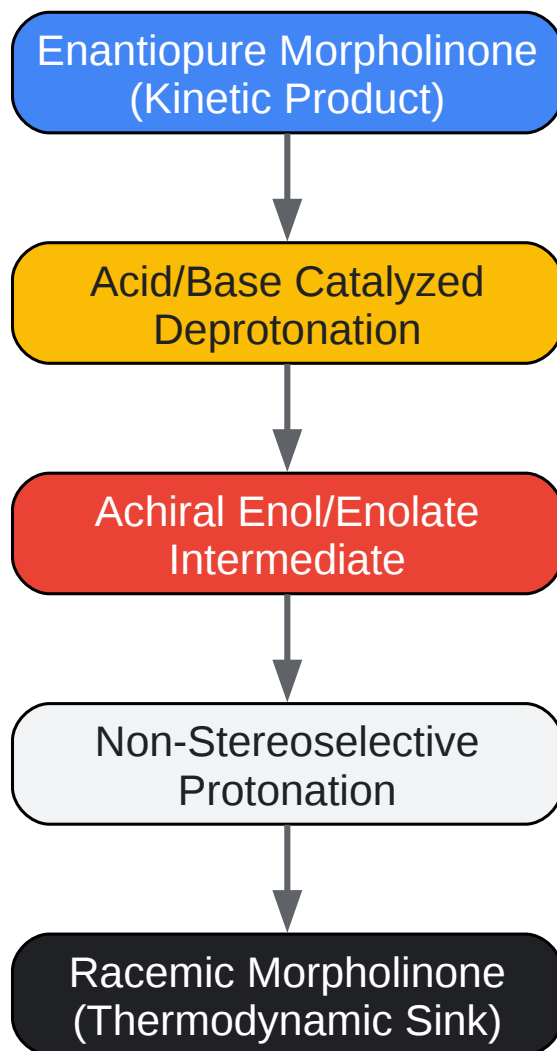 Enantiopure Morpholinone
(Kinetic Product)
Acid/Base Catalyzed
Deprotonation
Achiral Enol/Enolate
Intermediate
Non-Stereoselective
Protonation
Racemic Morpholinone
(Thermodynamic Sink)